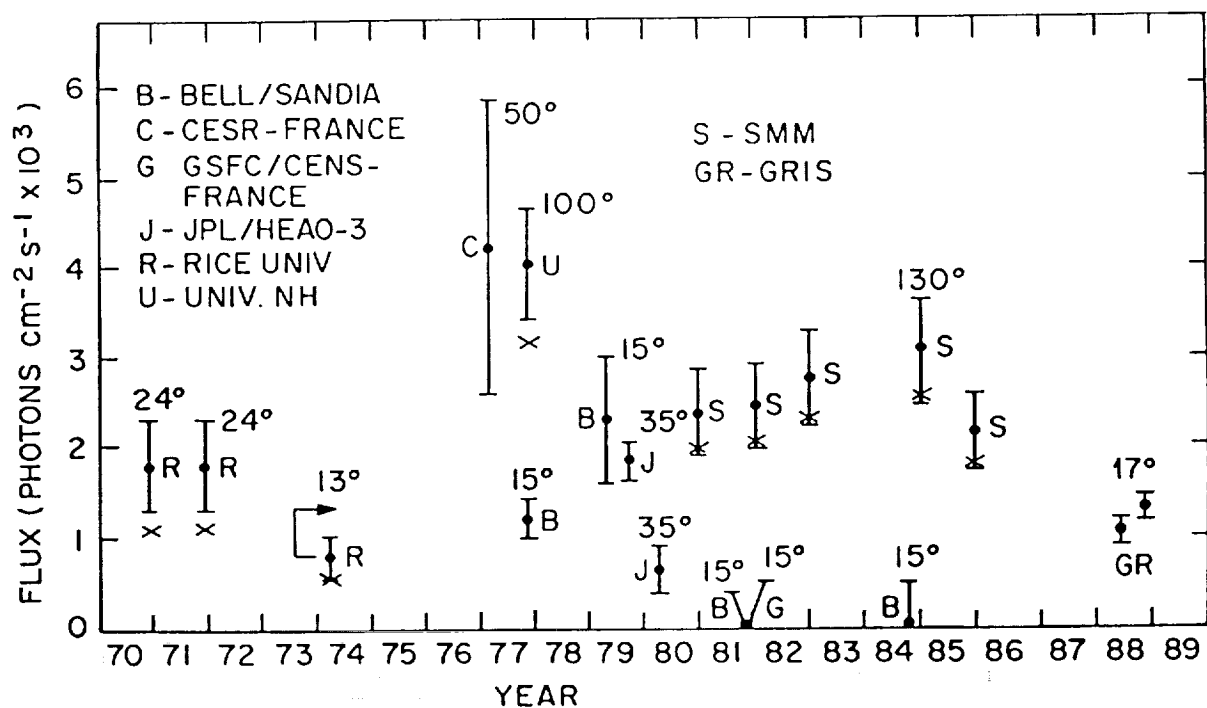 FLUX (PHOTONS cm-2 s-1 x 10^3)
6
5
4
3
2
1
0
B- BELL/SANDIA
C - CESR-FRANCE
G GSFC/CENS-
FRANCE
J- JPL/HEAO-3
R- RICE UNIV
U- UNIV. NH
S - SMM
GR-GRIS
50°
C
100°
U
130°
S
24°
R
24°
R
13°
R
15°
B
15°
B
35°
J
35°
J
S
S
S
S
15°
B
15°
G
15°
B
17°
GR
70 71 72 73 74 75 76 77 78 79 80 81 82 83 84 85 86 87 88 89
YEAR